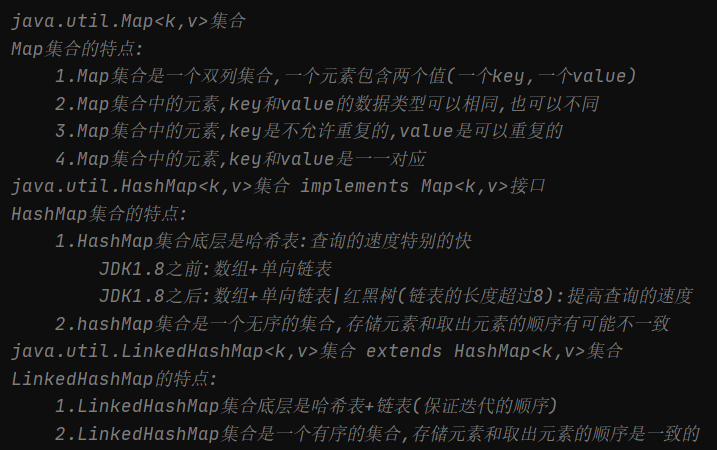 java.util.Map<k,v>集合
Map集合的特点:
1.Map集合是一个双列集合,一个元素包含两个值(一个key,一个value)
2.Map集合中的元素,key和value的数据类型可以相同,也可以不同
3.Map集合中的元素,key是不允许重复的,value是可以重复的
4.Map集合中的元素,key和value是一一对应
java.util.HashMap<k,v>集合 implements Map<k,v>接口
HashMap集合的特点:
1.HashMap集合底层是哈希表:查询的速度特别的快
JDK1.8之前:数组+单向链表
JDK1.8之后:数组+单向链表|红黑树(链表的长度超过8):提高查询的速度
2.hashMap集合是一个无序的集合,存储元素和取出元素的顺序有可能不一致
java.util.LinkedHashMap<k,v>集合 extends HashMap<k,v>集合
LinkedHashMap的特点:
1.LinkedHashMap集合底层是哈希表+链表(保证迭代的顺序)
2.LinkedHashMap集合是一个有序的集合,存储元素和取出元素的顺序是一致的